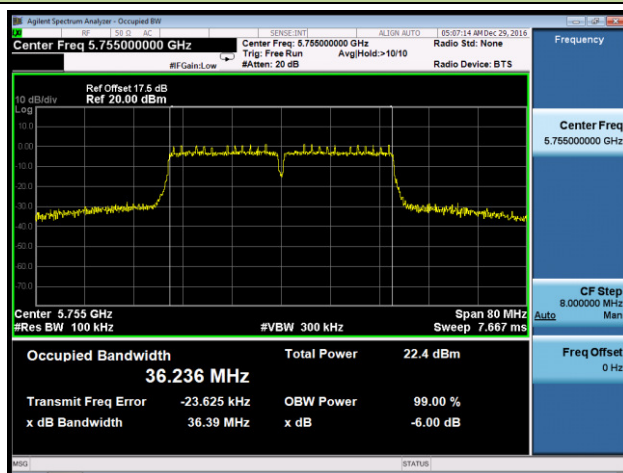 Agilent Spectrum Analyzer - Occupied BW
RF 50 Ω AC SENSE:INT ALIGN AUTO 05:07:14 AM Dec 29, 2016
Center Freq 5.755000000 GHz
Center Freq: 5.755000000 GHz Radio Std: None
Trig: Free Run Avg|Hold:>10/10
#IFGain:Low #Atten: 20 dB Radio Device: BTS
Frequency
Ref Offset 17.5 dB
10 dB/div Ref 20.00 dBm
Log
10.0
0.00
-10.0
-20.0
-30.0
-40.0
-50.0
-60.0
-70.0
Center 5.755 GHz Span 80 MHz
#Res BW 100 kHz #VBW 300 kHz Sweep 7.667 ms
Occupied Bandwidth Total Power 22.4 dBm
36.236 MHz
Transmit Freq Error -23.625 kHz OBW Power 99.00 %
x dB Bandwidth 36.39 MHz x dB -6.00 dB
Center Freq
5.755000000 GHz
CF Step
8.000000 MHz
Auto Man
Freq Offset
0 Hz
MSG STATUS